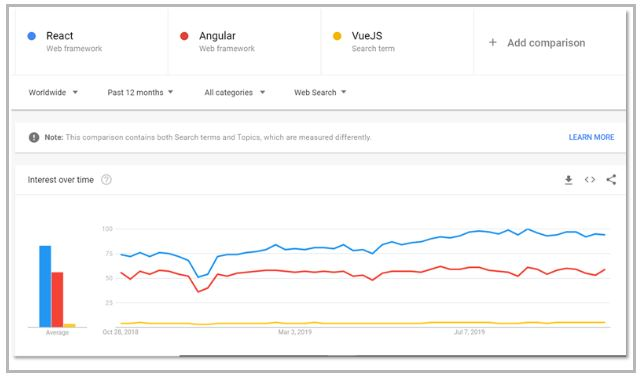 React
Web framework
Angular
Web framework
VueJS
Search term
+ Add comparison
Worldwide
Past 12 months
All categories
Web Search
Note: This comparison contains both Search terms and Topics, which are measured differently.
LEARN MORE
Interest over time
100
75
50
25
Average
Oct 28, 2018
Mar 3, 2019
Jul 7, 2019